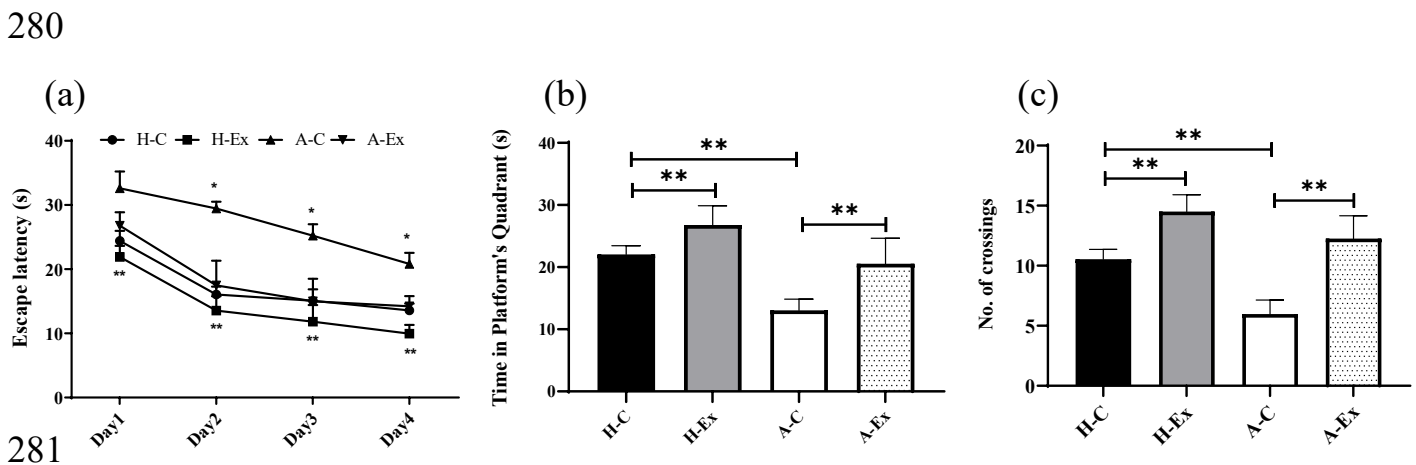 280
(a)
(b)
(c)
H-C H-Ex A-C A-Ex
Escape latency (s)
40
30
20
10
0
*
*
*
**
**
**
**
Day1
Day2
Day3
Day4
Time in Platform's Quadrant (s)
40
30
20
10
0
**
**
**
H-C
H-Ex
A-C
A-Ex
No. of crossings
20
15
10
5
0
**
**
**
H-C
H-Ex
A-C
A-Ex
281